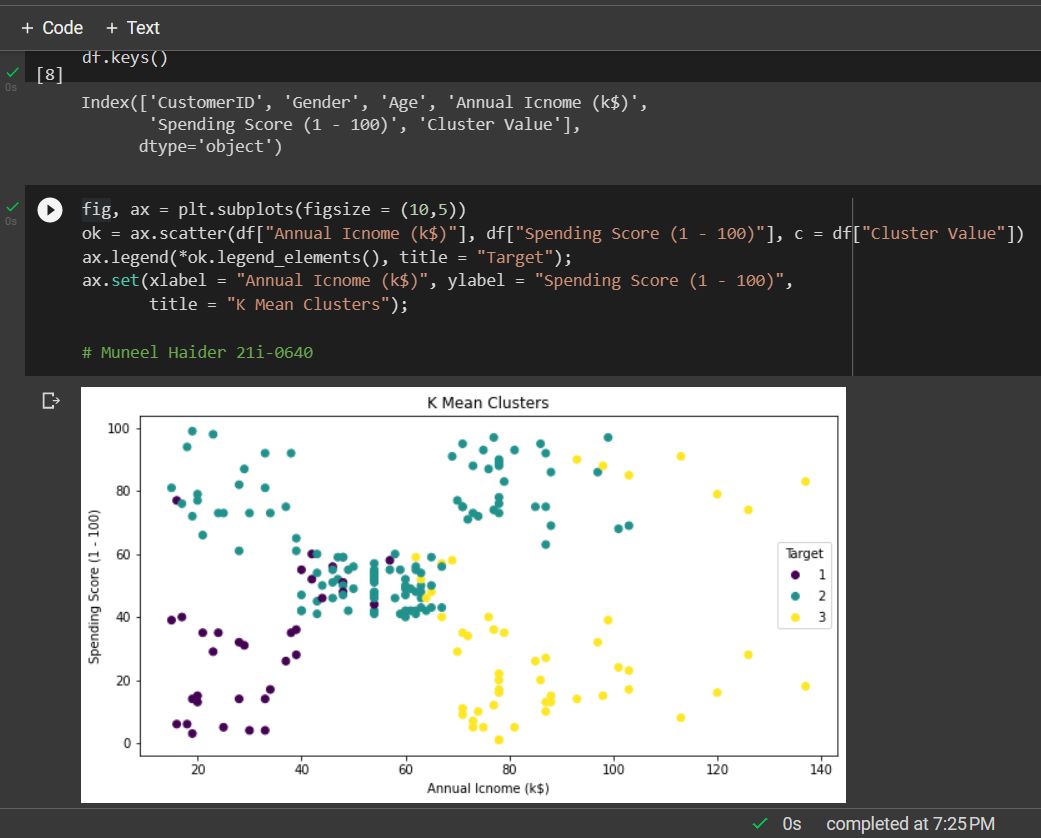 + Code + Text
df.keys()
[8]
0s
Index(['CustomerID', 'Gender', 'Age', 'Annual Icnome (k$)',
'Spending Score (1 - 100)', 'Cluster Value'],
dtype='object')
0s
fig, ax = plt.subplots(figsize = (10,5))
ok = ax.scatter(df["Annual Icnome (k$)"], df["Spending Score (1 - 100)"], c = df["Cluster Value"])
ax.legend(*ok.legend_elements(), title = "Target");
ax.set(xlabel = "Annual Icnome (k$)", ylabel = "Spending Score (1 - 100)",
title = "K Mean Clusters");
# Muneel Haider 21i-0640
K Mean Clusters
100
80
60
40
20
0
Spending Score (1 - 100)
Target
1
2
3
20 40 60 80 100 120 140
Annual Icnome (k$)
0s completed at 7:25 PM